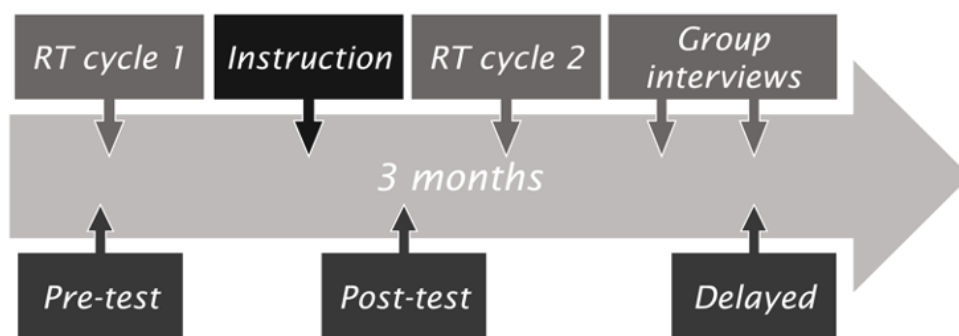 RT cycle 1
Instruction
RT cycle 2
Group
interviews
3 months
Pre-test
Post-test
Delayed